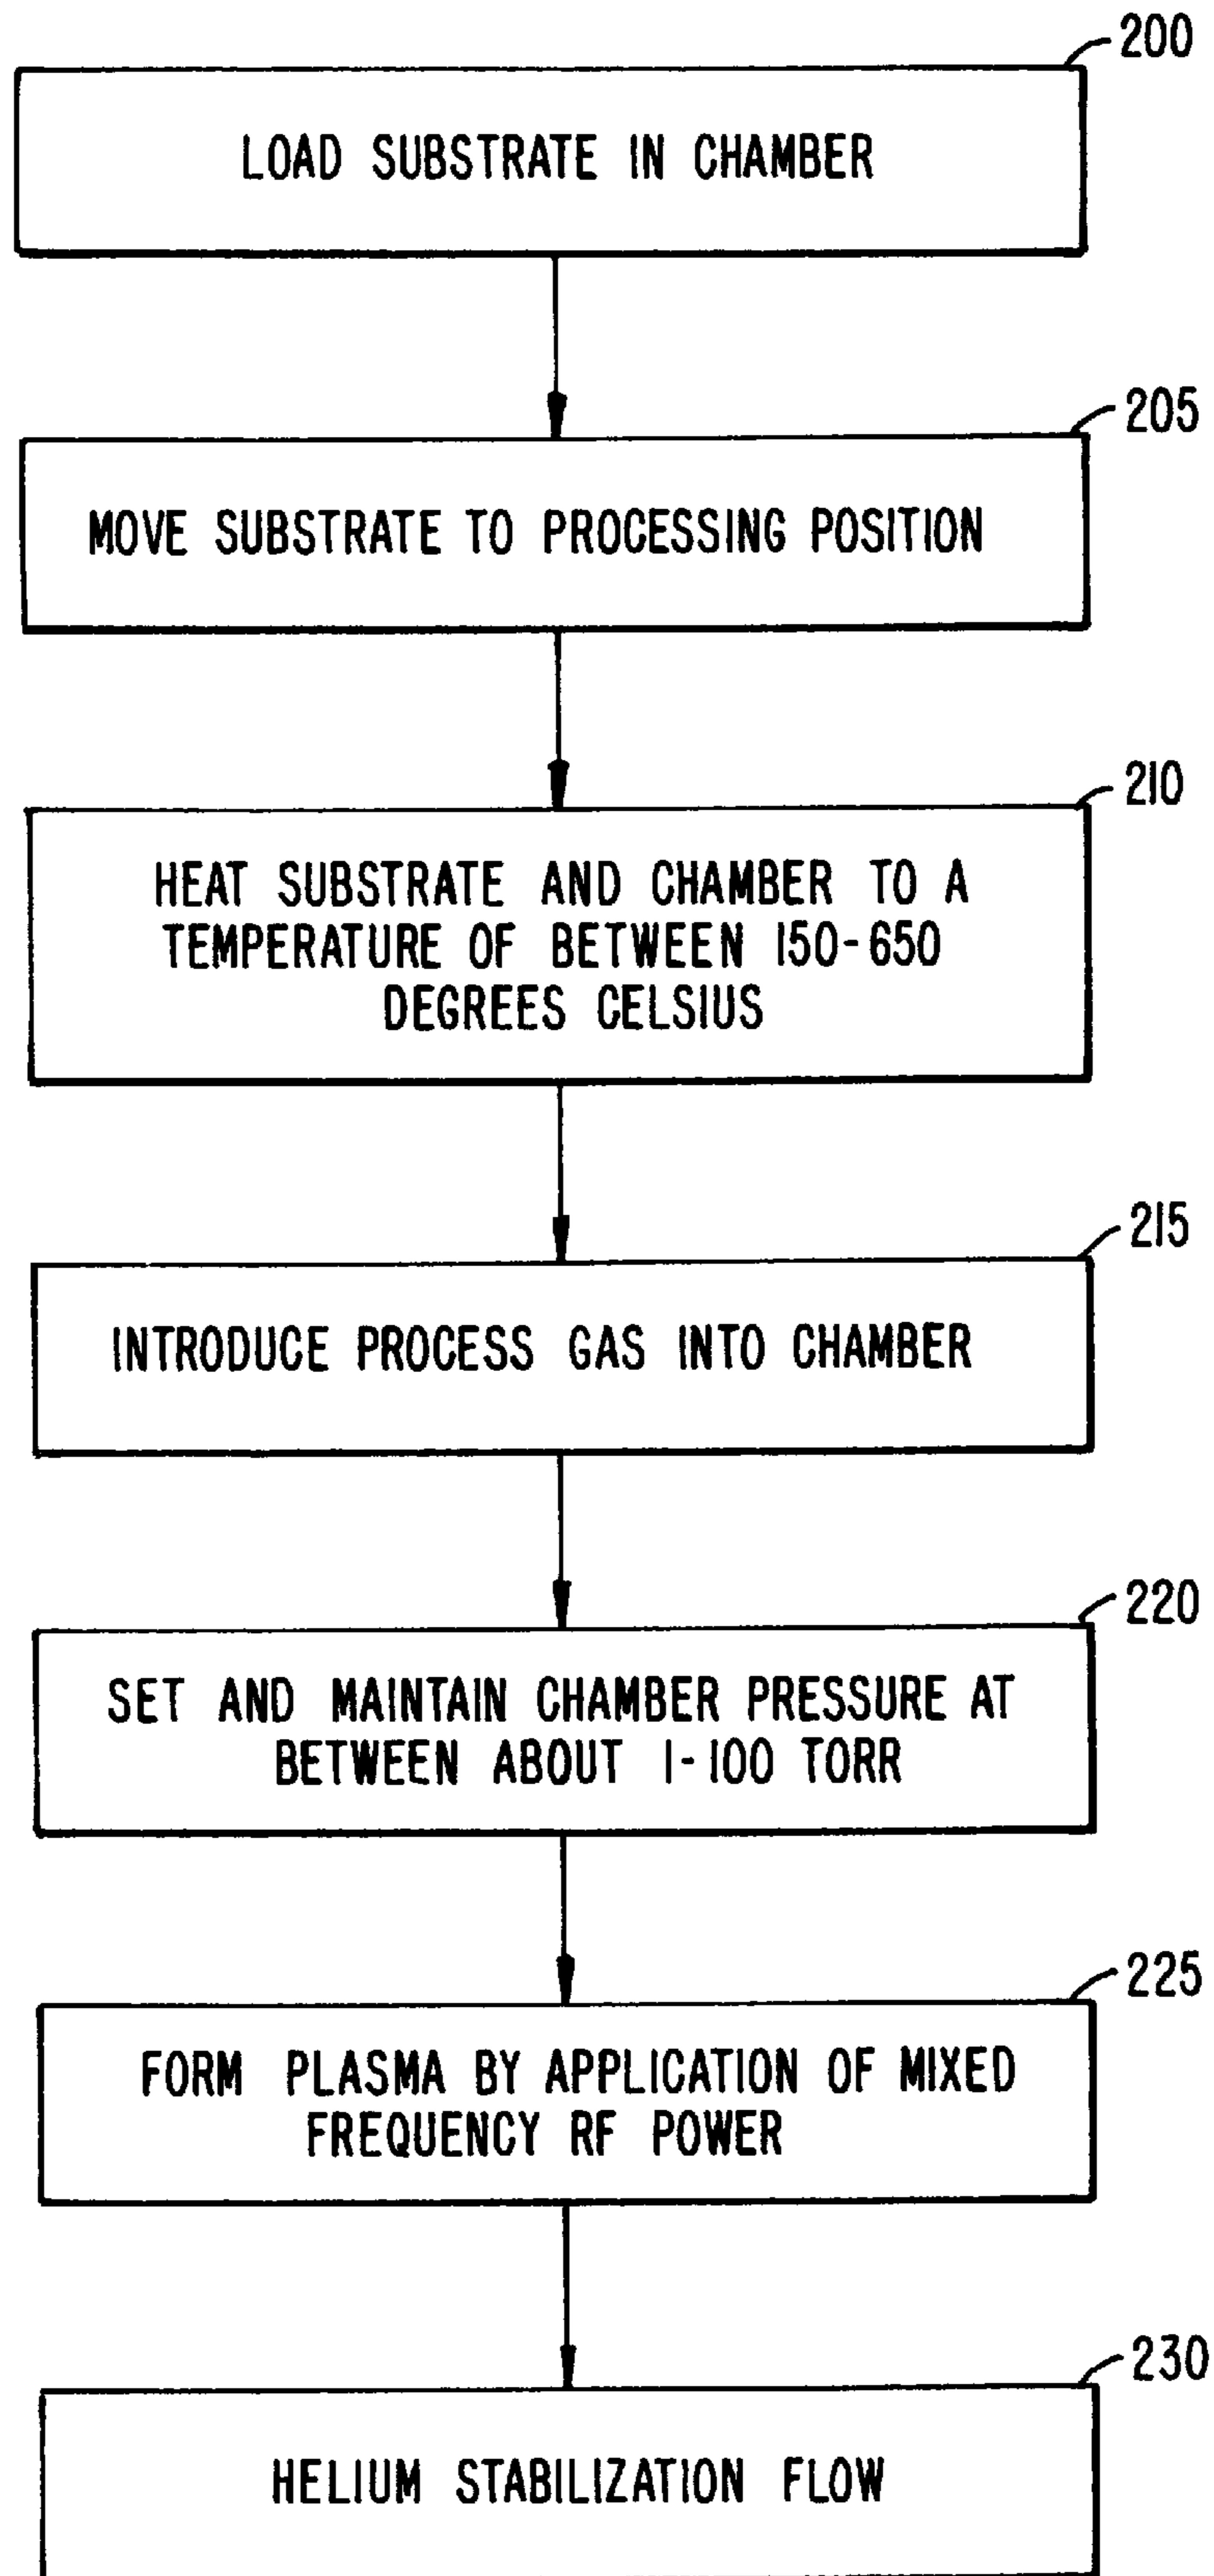 200
LOAD SUBSTRATE IN CHAMBER
205
MOVE SUBSTRATE TO PROCESSING POSITION
210
HEAT SUBSTRATE AND CHAMBER TO A
TEMPERATURE OF BETWEEN 150-650
DEGREES CELSIUS
215
INTRODUCE PROCESS GAS INTO CHAMBER
220
SET AND MAINTAIN CHAMBER PRESSURE AT
BETWEEN ABOUT 1-100 TORR
225
FORM PLASMA BY APPLICATION OF MIXED
FREQUENCY RF POWER
230
HELIUM STABILIZATION FLOW